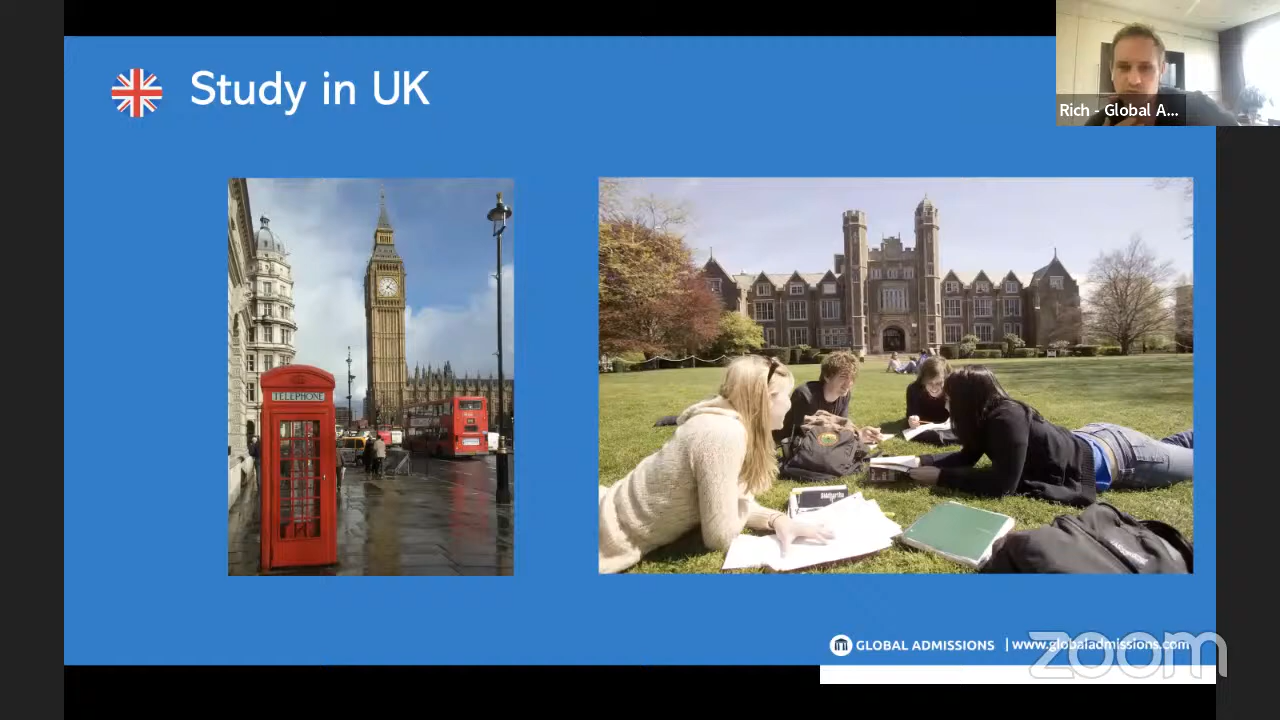 Study in UK
Rich - Global A...
TELEPHONE
GLOBAL ADMISSIONS | www.globaladmissions.com
zoom